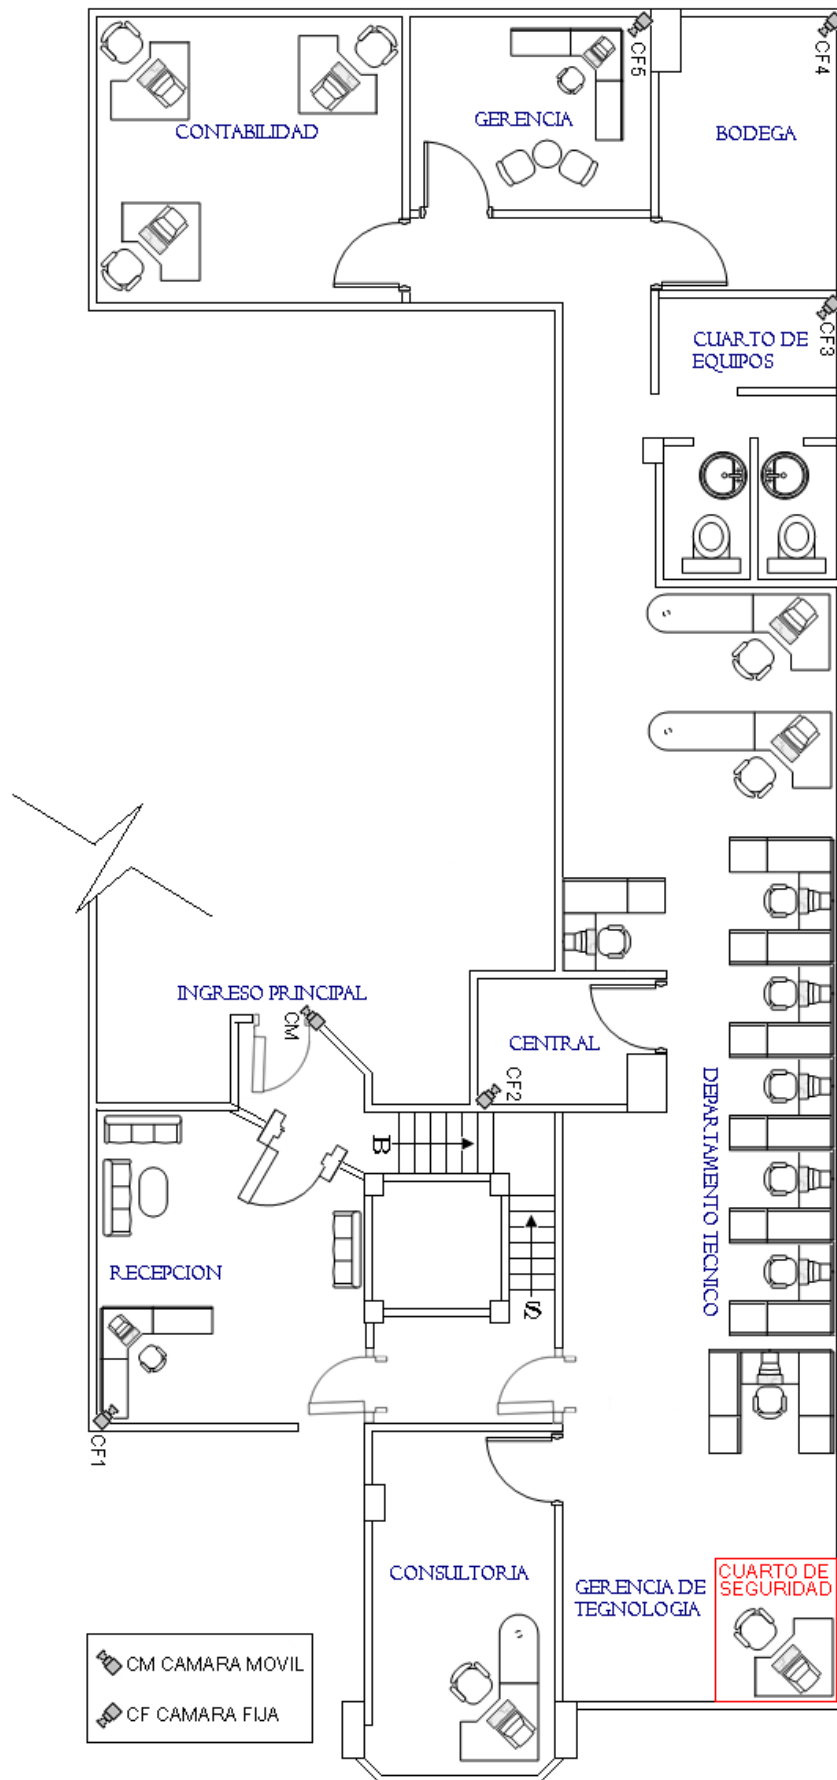 CF5
CF4
CONTABILIDAD
GERENCIA
BODEGA
CF3
CUARTO DE
EQUIPOS
INGRESO PRINCIPAL
CM
CENTRAL
CF2
DEPARTAMENTO TECNICO
B
RECEPCION
S
CF1
CONSULTORIA
GERENCIA DE
TEGNOLOGIA
CUARTO DE
SEGURIDAD
CM CAMARA MOVIL
CF CAMARA FIJA